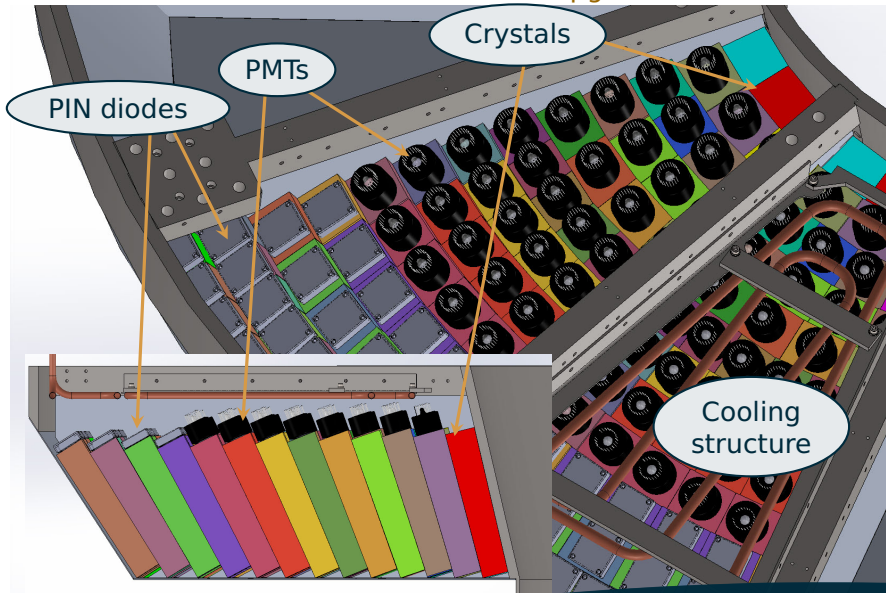 Crystals
PMTs
PIN diodes
Cooling
structure